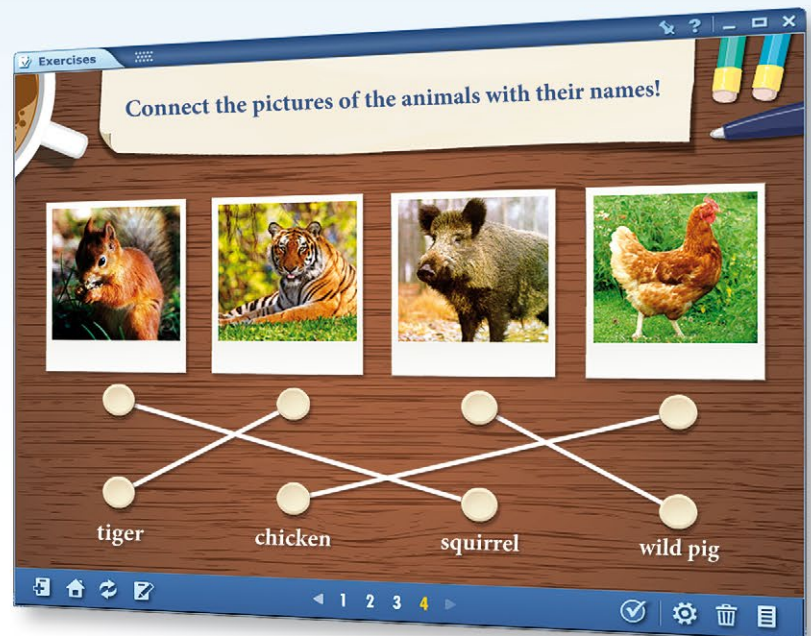 Exercises
?
Connect the pictures of the animals with their names!
tiger chicken squirrel wild pig
1 2 3 4